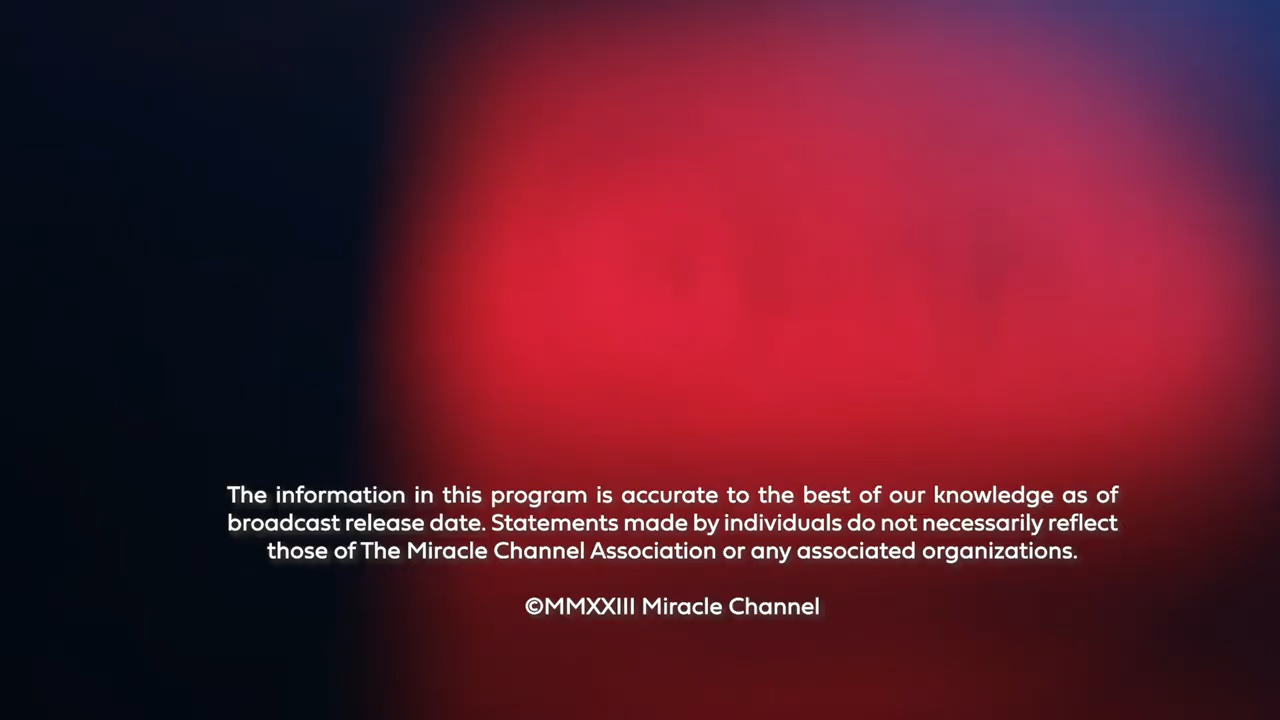 The information in this program is accurate to the best of our knowledge as of
broadcast release date. Statements made by individuals do not necessarily reflect
those of The Miracle Channel Association or any associated organizations.
©MMXXIII Miracle Channel